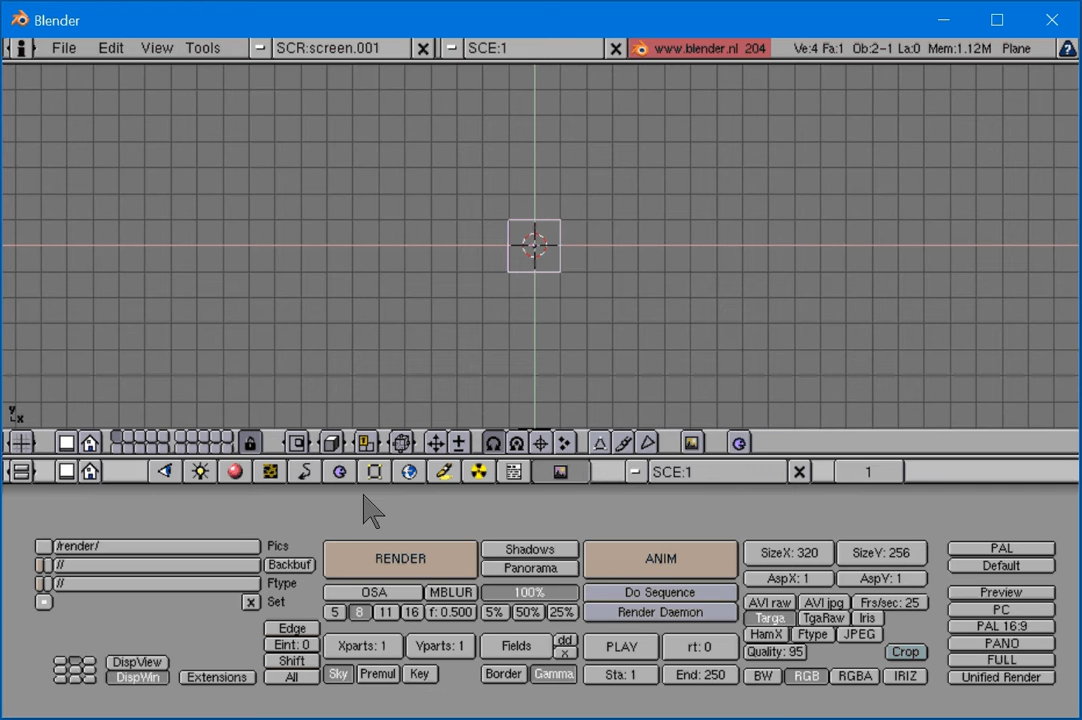 Blender
File Edit View Tools SCR:screen.001 SCE:1 www.blender.nl 204 Ve:4 Fa:1 Ob:2-1 La:0 Mem:1.12M Plane
Y X
SCE:1 1
/render/ Pics
// Backbuf
// Ftype
Set
RENDER
Shadows
Panorama
ANIM
SizeX: 320 SizeY: 256
AspX: 1 AspY: 1
PAL
Default
OSA MBLUR 100% Do Sequence
5 8 11 16 f: 0.500 5% 50% 25% Render Daemon
AVI raw AVI jpg Frs/sec: 25
Targa TgaRaw Iris
HamX Ftype JPEG
Quality: 95 Crop
Preview
PC
PAL 16:9
PANO
FULL
Unified Render
Edge
Eint: 0
Shift
All
Xparts: 1 Yparts: 1 Fields dd x PLAY rt: 0
DispView
DispWin Extensions
Sky Premul Key Border Gamma Sta: 1 End: 250 BW RGB RGBA IRIZ